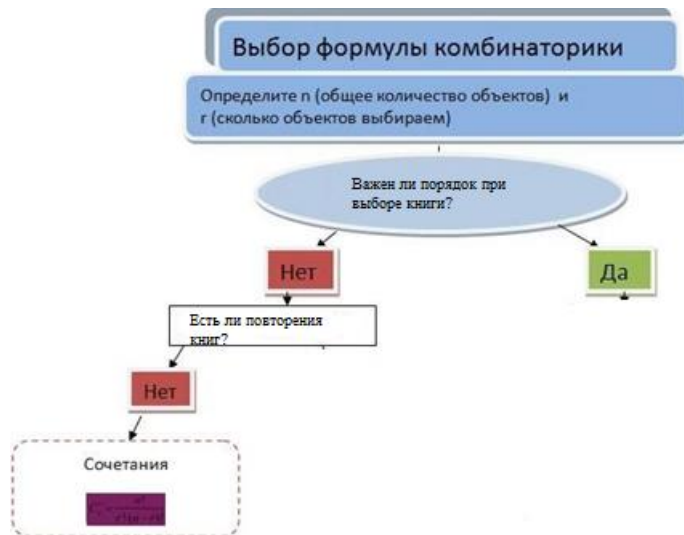 Выбор формулы комбинаторики
Определите n (общее количество объектов) и
r (сколько объектов выбираем)
Важен ли порядок при
выборе книги?
Нет
Да
Есть ли повторения
книг?
Нет
Сочетания